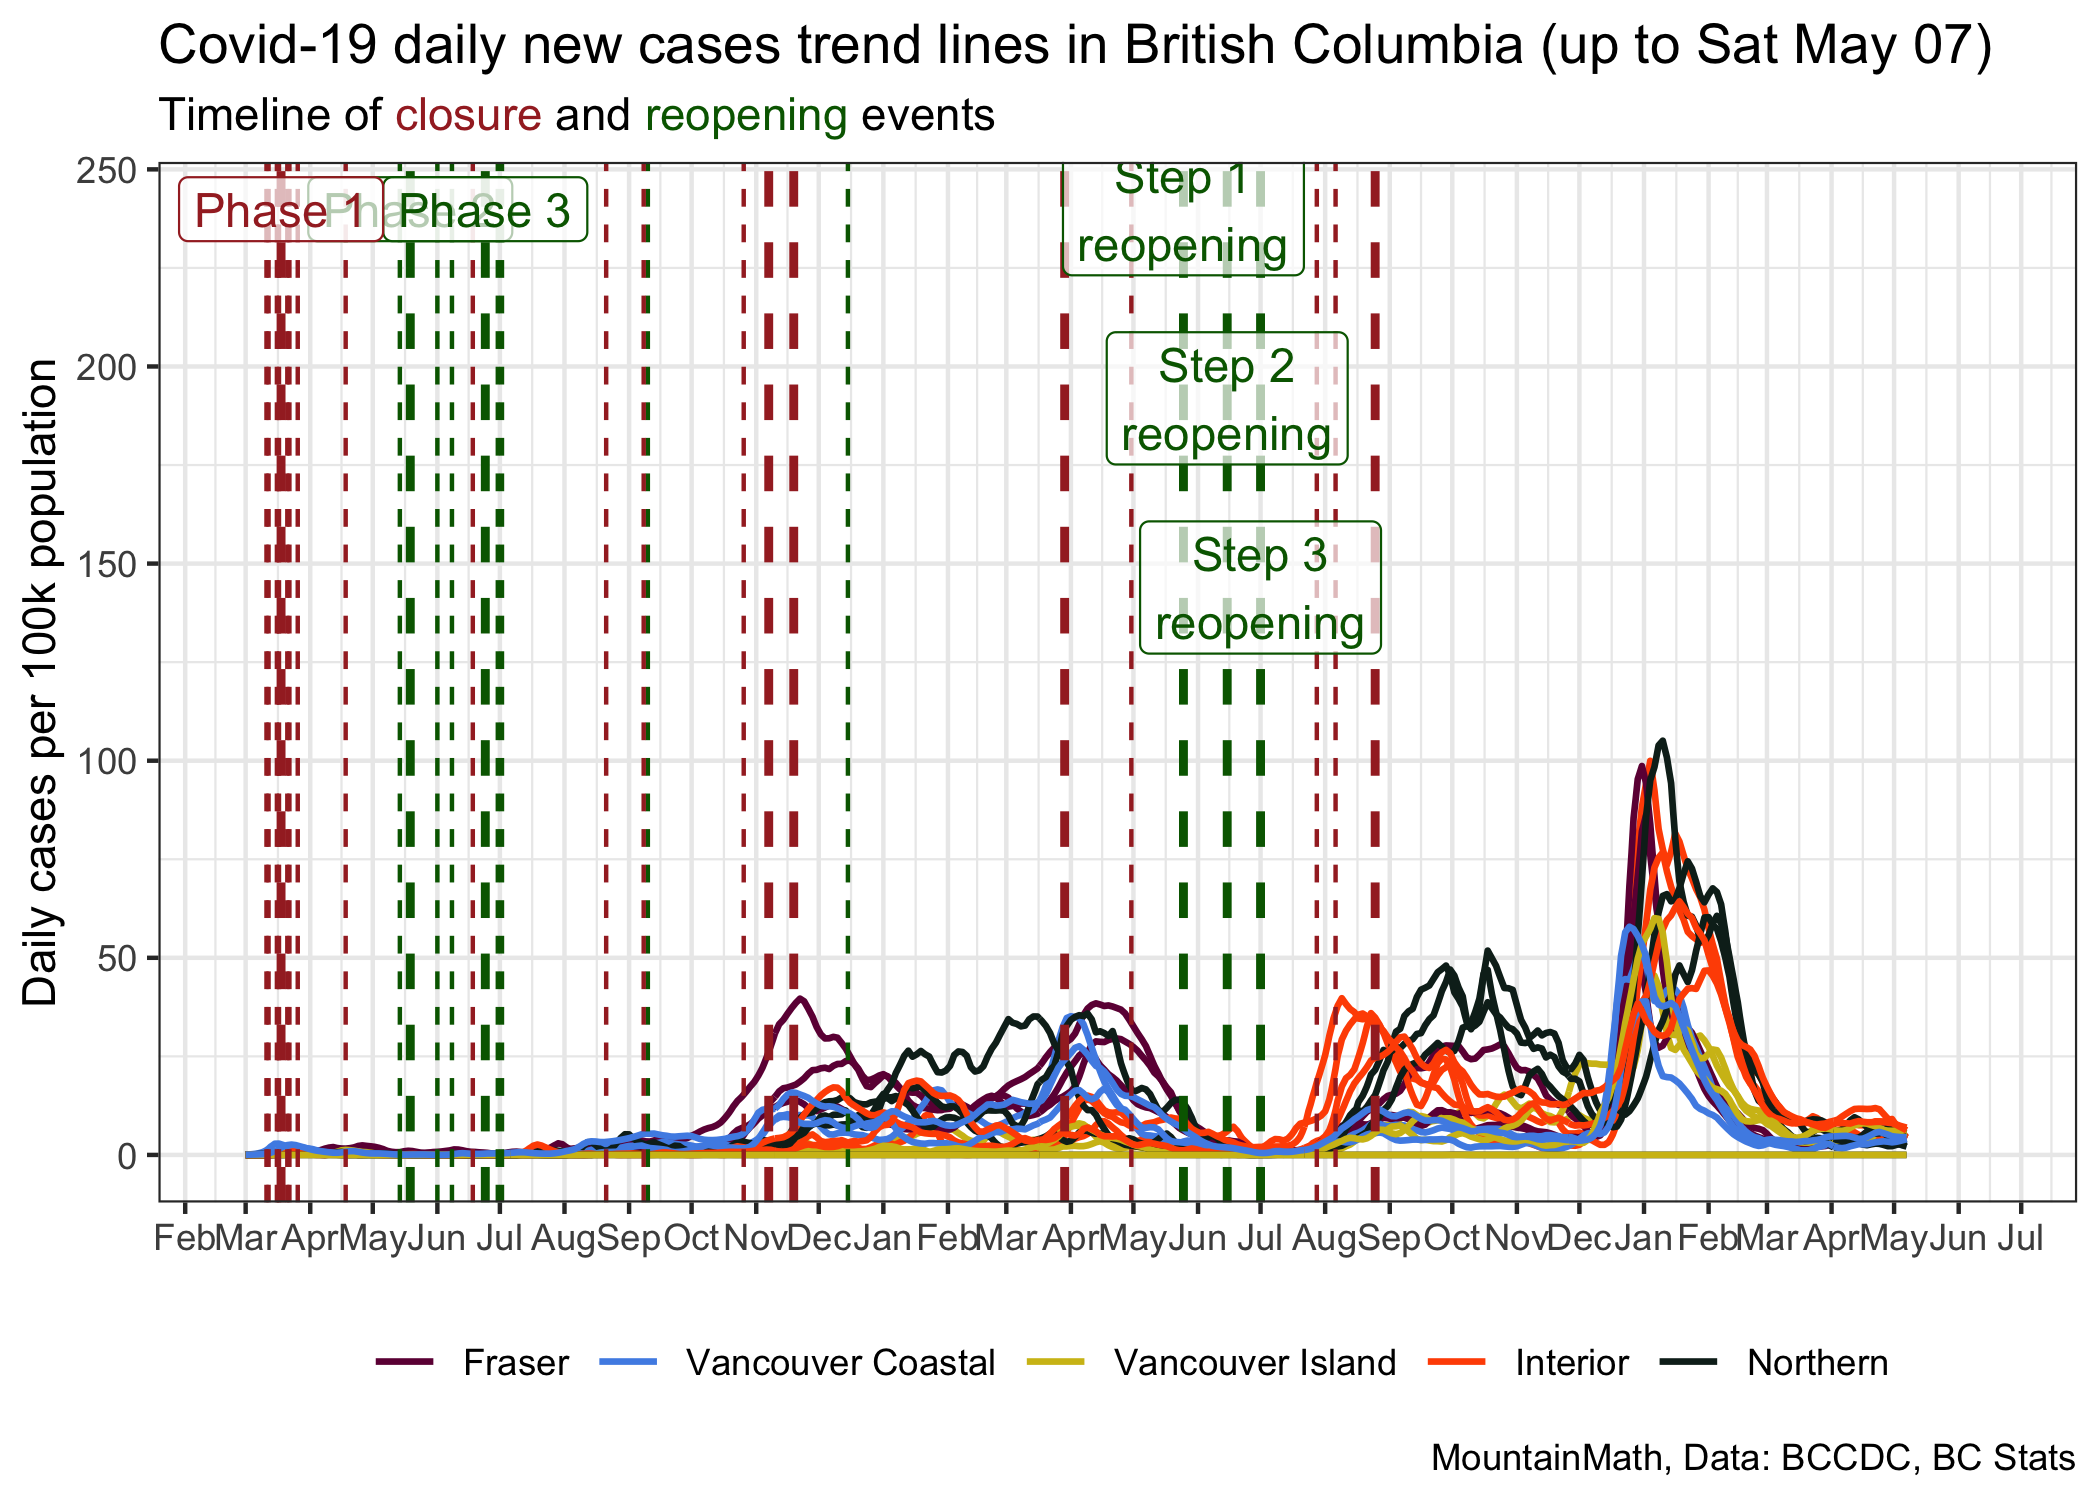 Covid-19 daily new cases trend lines in British Columbia (up to Sat May 07)
Timeline of closure and reopening events
Daily cases per 100k population
250
200
150
100
50
0
Phase 1
Phase 2
Phase 3
Step 1
reopening
Step 2
reopening
Step 3
reopening
Feb Mar Apr May Jun Jul Aug Sep Oct Nov Dec Jan Feb Mar Apr May Jun Jul Aug Sep Oct Nov Dec Jan Feb Mar Apr May Jun Jul
Fraser Vancouver Coastal Vancouver Island Interior Northern
MountainMath, Data: BCCDC, BC Stats